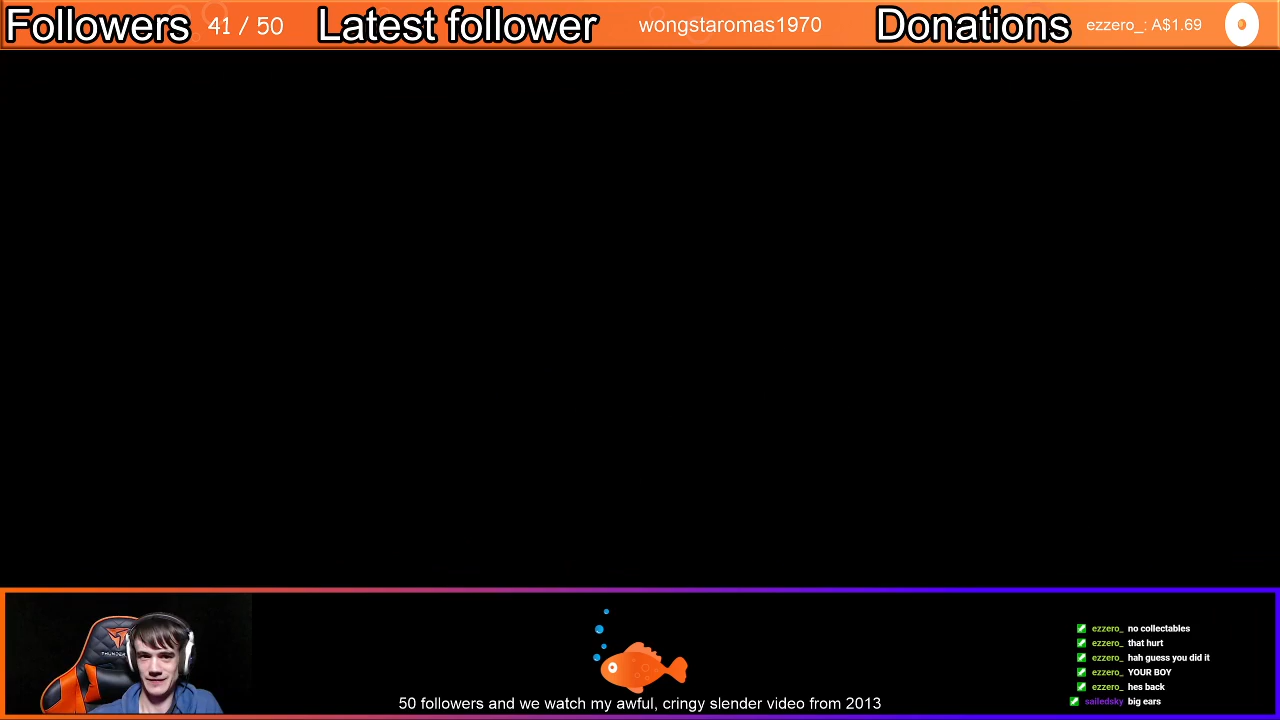 Followers 41 / 50 Latest follower wongstaromas1970 Donations ezzero_: A$1.69
THUNDER
50 followers and we watch my awful, cringy slender video from 2013
ezzero_ no collectables
ezzero_ that hurt
ezzero_ hah guess you did it
ezzero_ YOUR BOY
ezzero_ hes back
sailedsky big ears